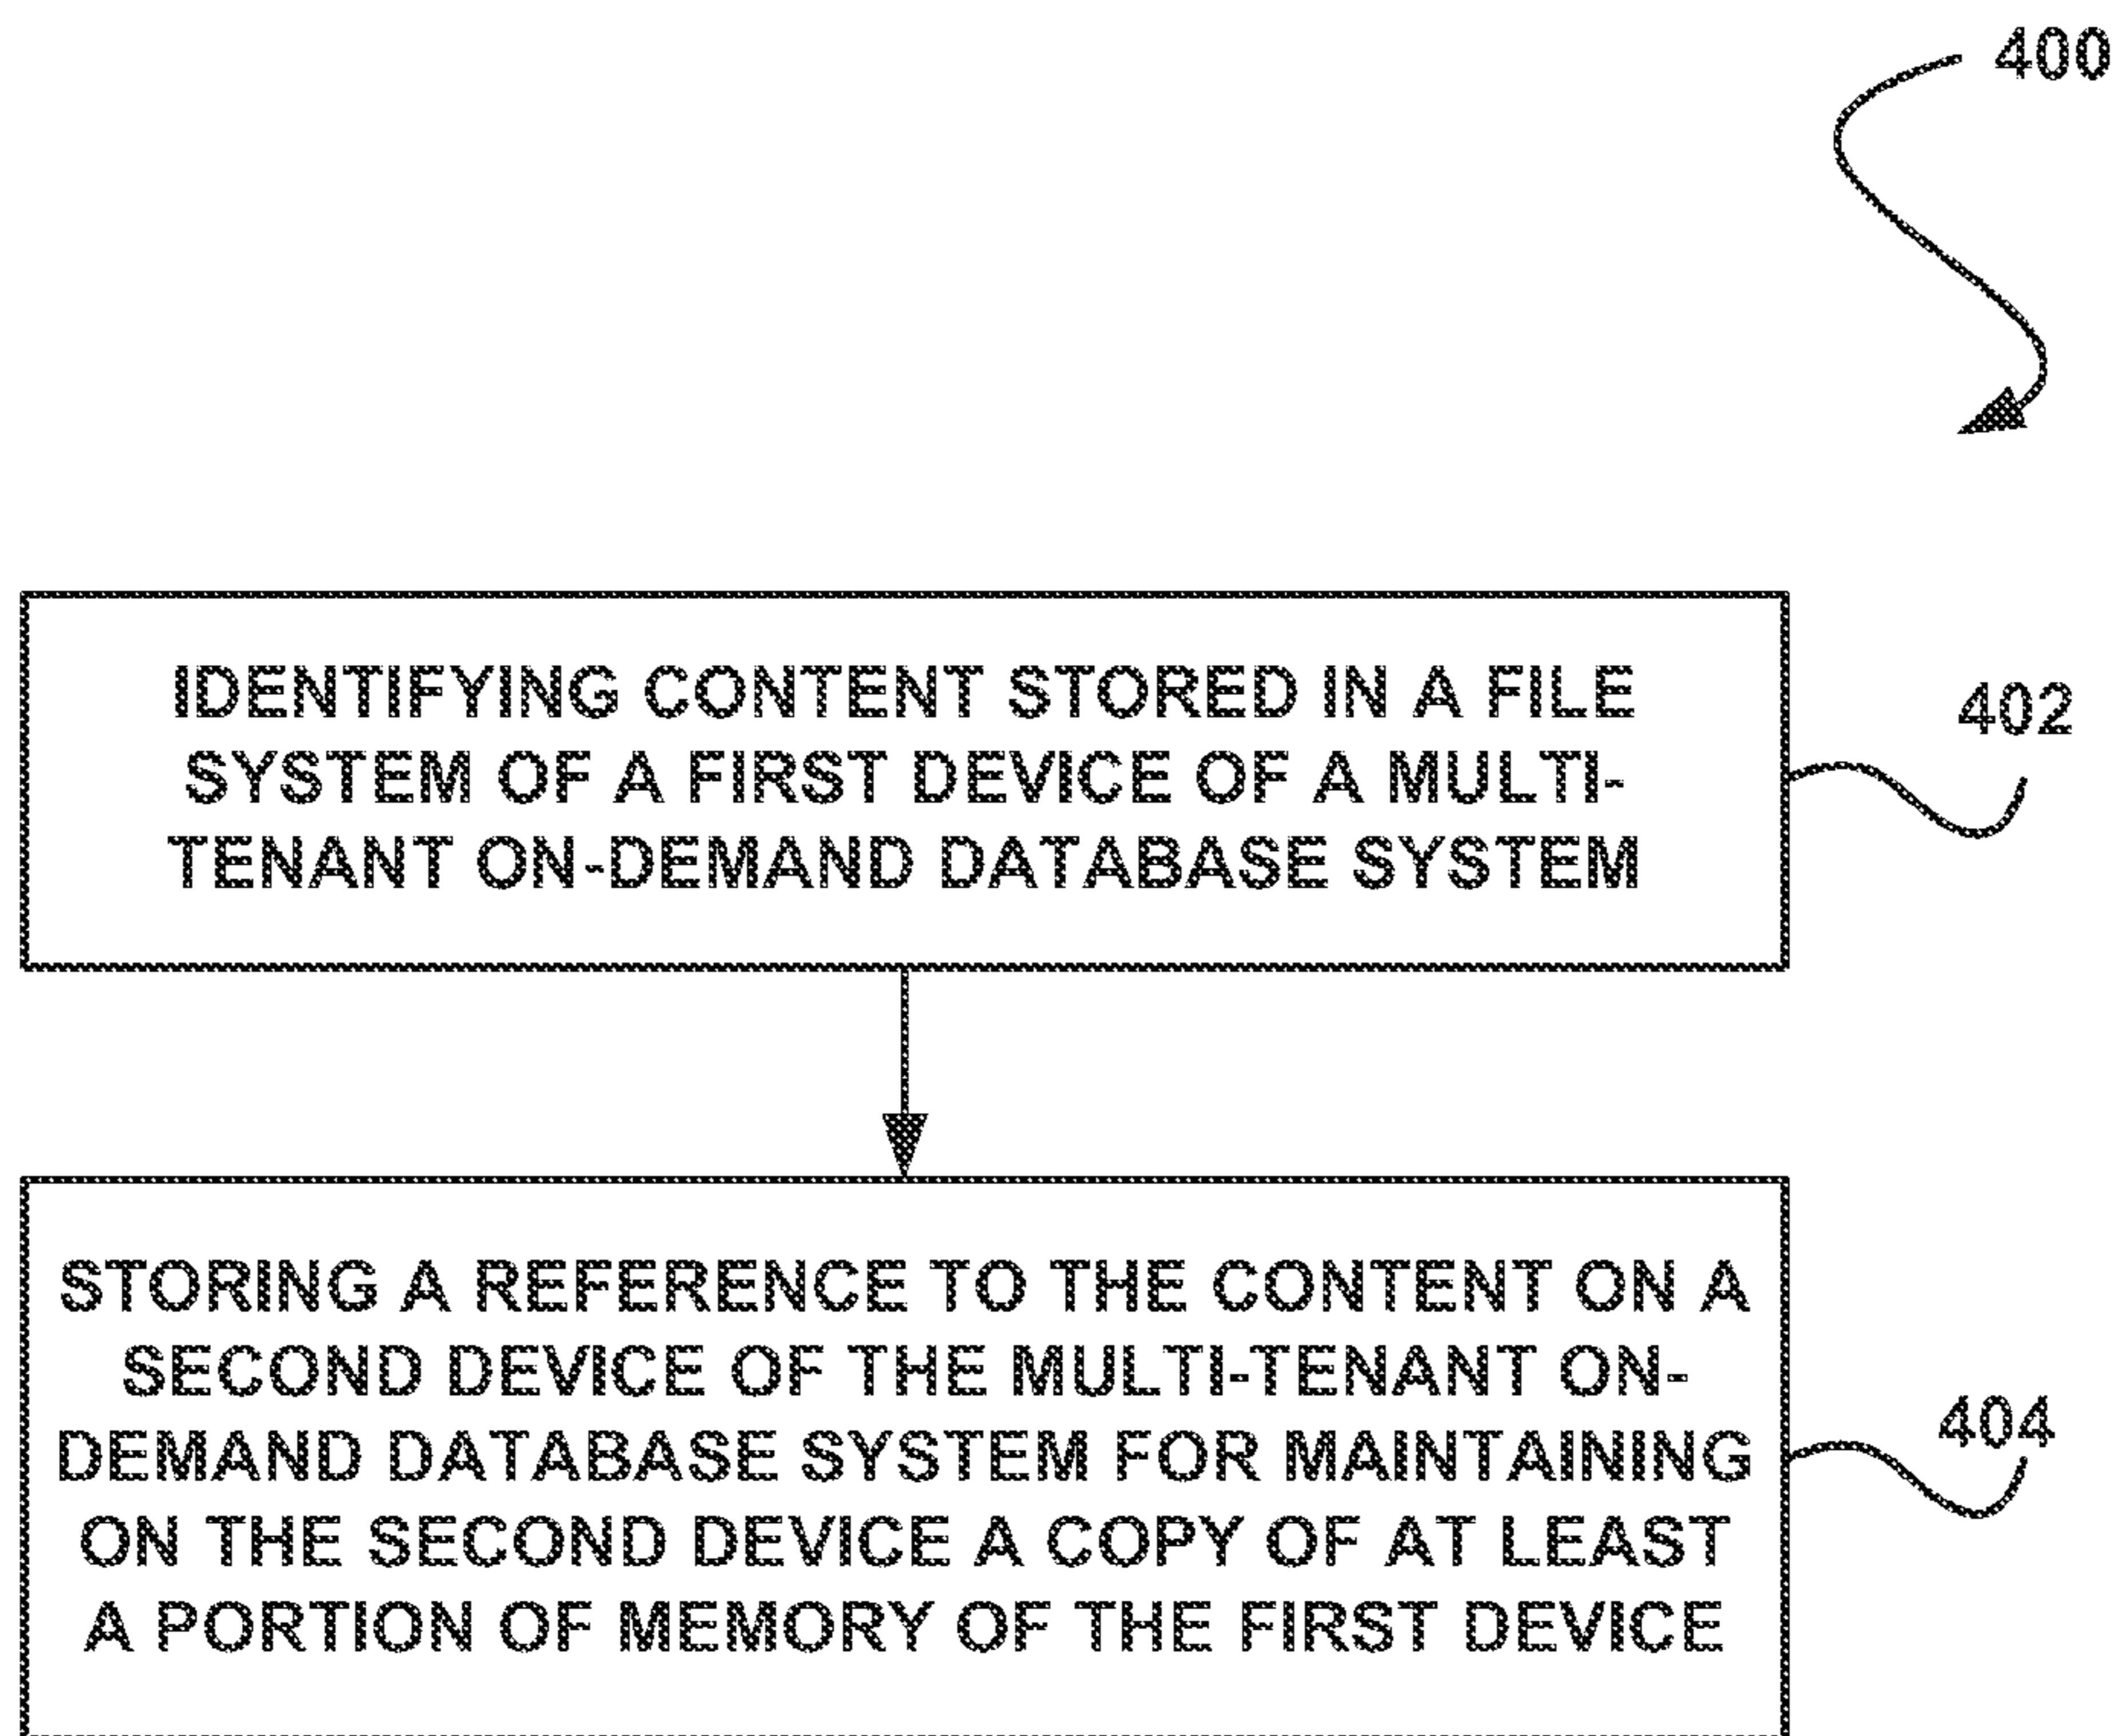 400
IDENTIFYING CONTENT STORED IN A FILE
SYSTEM OF A FIRST DEVICE OF A MULTI-
TENANT ON-DEMAND DATABASE SYSTEM
402
STORING A REFERENCE TO THE CONTENT ON A
SECOND DEVICE OF THE MULTI-TENANT ON-
DEMAND DATABASE SYSTEM FOR MAINTAINING
ON THE SECOND DEVICE A COPY OF AT LEAST
A PORTION OF MEMORY OF THE FIRST DEVICE
404